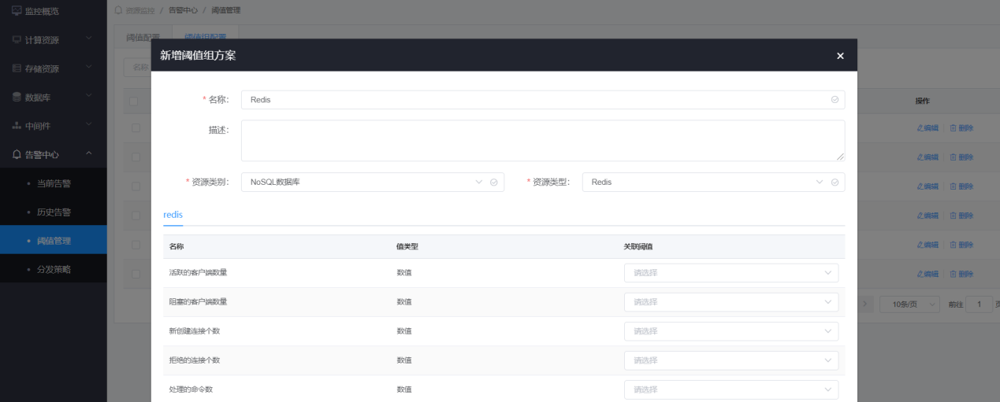 监控概览
资源监控 / 告警中心 / 阈值管理
计算资源
存储资源
数据库
中间件
告警中心
当前告警
历史告警
阈值管理
分发策略
阈值配置 阈值组配置
名称
新增阈值组方案 ×
* 名称: Redis
描述:
* 资源类别: NoSQL数据库 * 资源类型: Redis
redis
名称 值类型 关联阈值
活跃的客户端数量 数值 请选择
阻塞的客户端数量 数值 请选择
新创建连接个数 数值 请选择
拒绝的连接个数 数值 请选择
处理的命令数 数值 请选择
操作
编辑 删除
编辑 删除
编辑 删除
编辑 删除
编辑 删除
编辑 删除
10条/页 前往 1 页